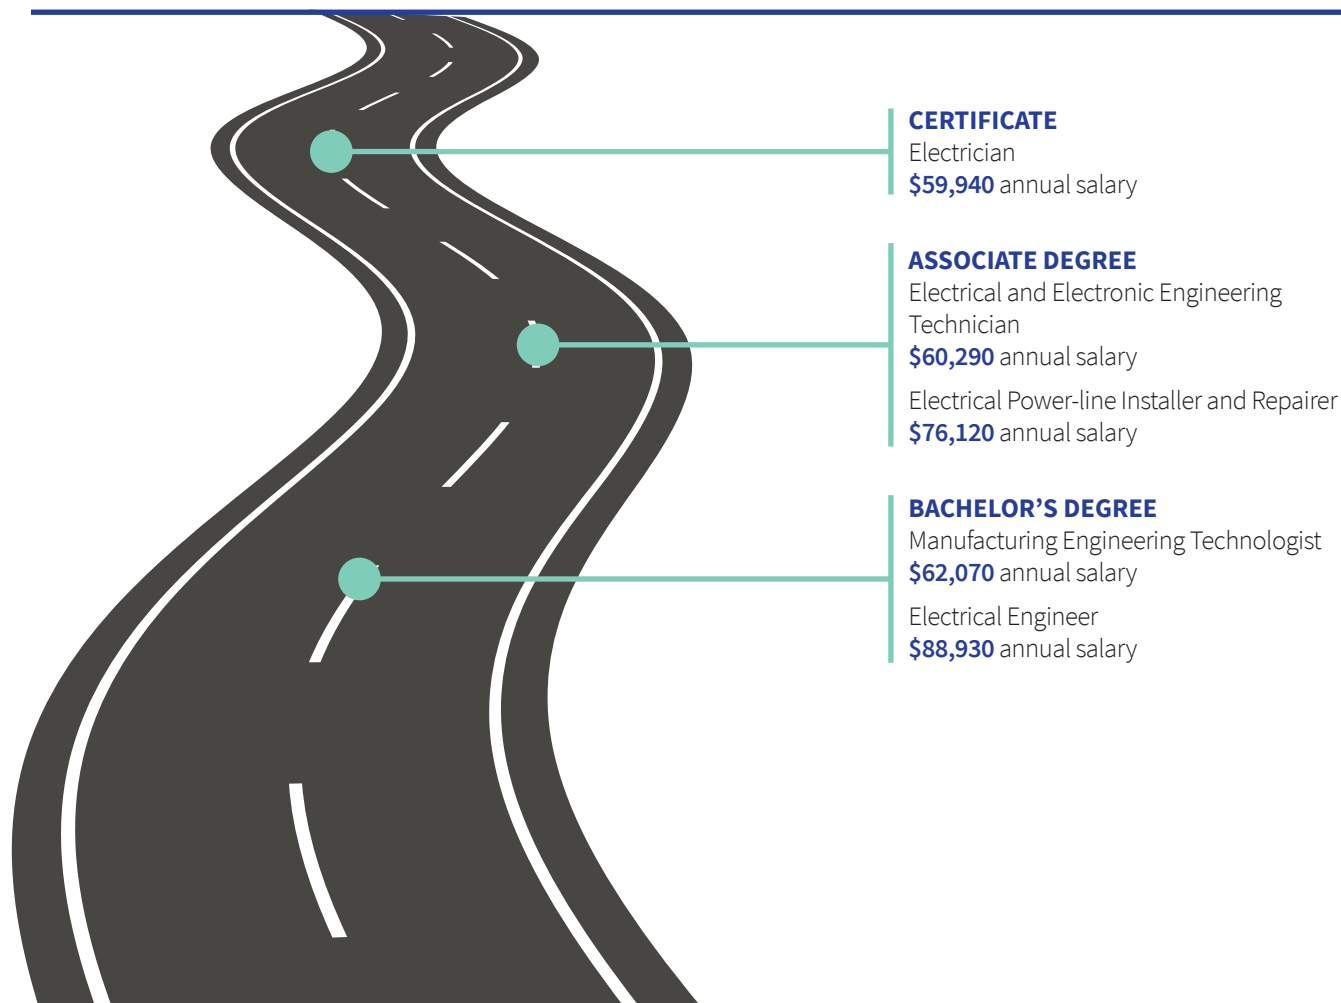 CERTIFICATE
Electrician
$59,940 annual salary
ASSOCIATE DEGREE
Electrical and Electronic Engineering
Technician
$60,290 annual salary
Electrical Power-line Installer and Repairer
$76,120 annual salary
BACHELOR’S DEGREE
Manufacturing Engineering Technologist
$62,070 annual salary
Electrical Engineer
$88,930 annual salary